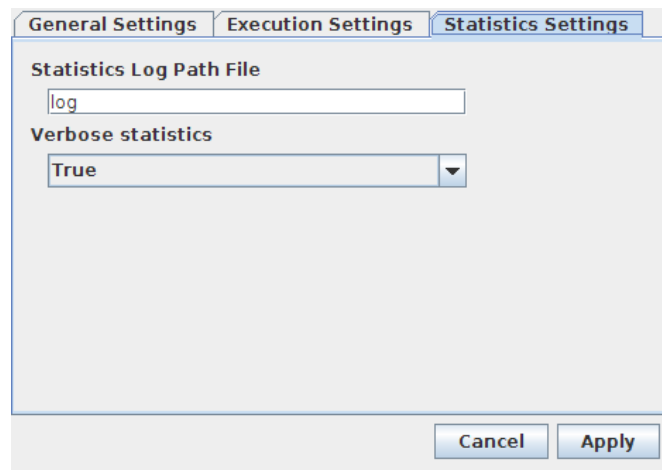 General Settings Execution Settings Statistics Settings
Statistics Log Path File
log
Verbose statistics
True
Cancel Apply